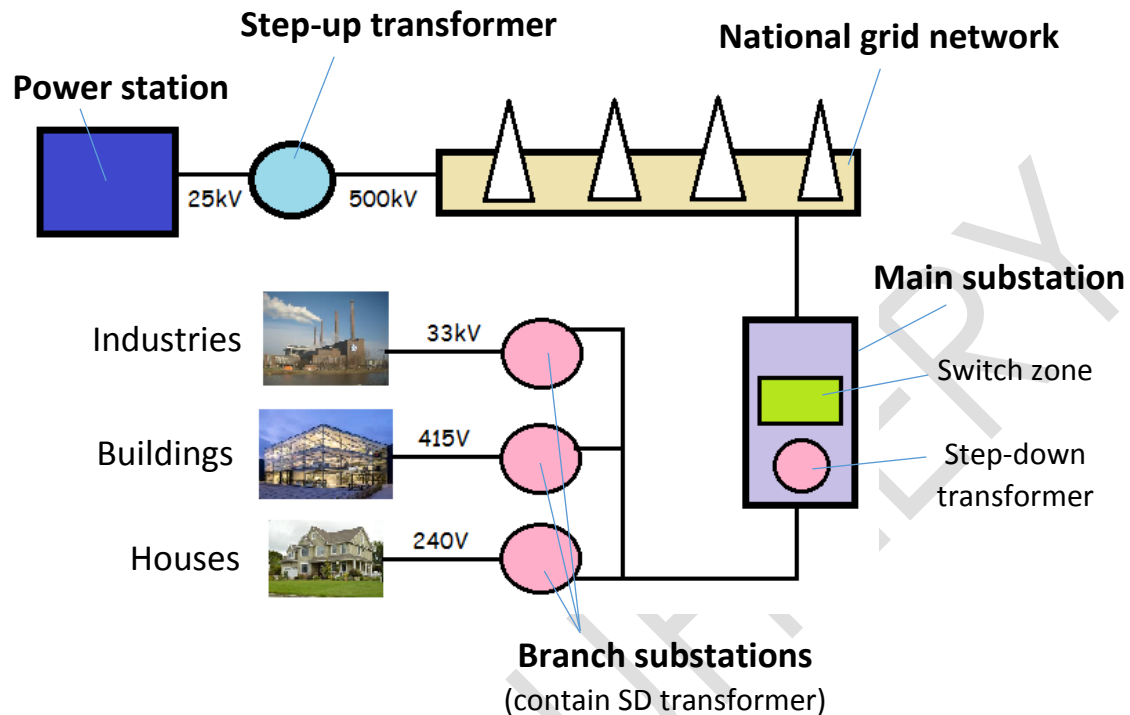 Step-up transformer
National grid network
Power station
25kV
500kV
Main substation
Industries
33kV
Switch zone
Buildings
415V
Step-down
transformer
Houses
240V
Branch substations
(contain SD transformer)